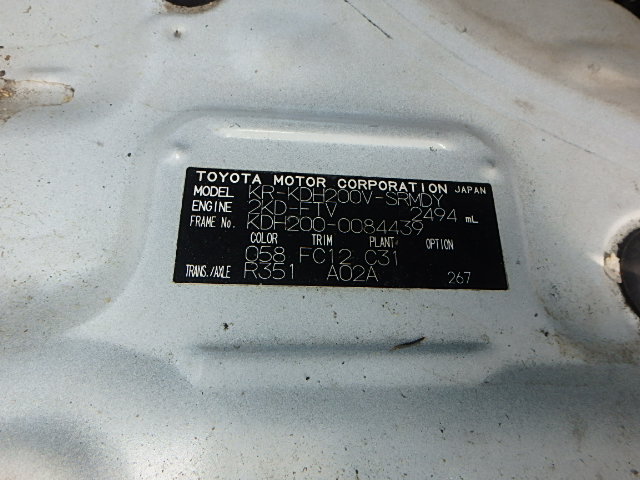 TOYOTA MOTOR CORPORATION JAPAN
MODEL KR-KDH200V-SRMDY
ENGINE 2KD-FTV 2494 mL
FRAME No. KDH200-0084439
COLOR TRIM PLANT OPTION
058 FC12 C31
TRANS./AXLE R351 A02A 267